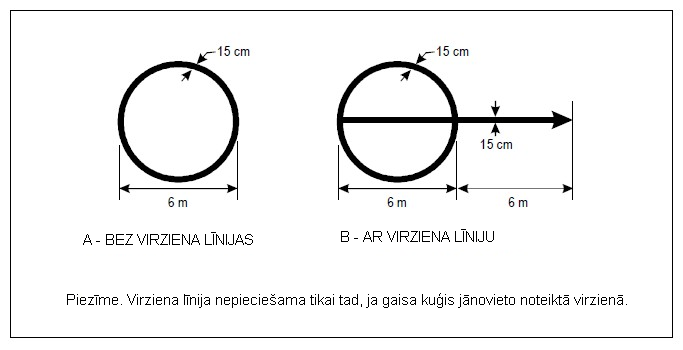 15 cm
15 cm
15 cm
6 m
6 m
6 m
A - BEZ VIRZIENA LĪNIJAS
B - AR VIRZIENA LĪNIJU
Piezīme. Virziena līnija nepieciešama tikai tad, ja gaisa kuģis jānovieto noteiktā virzienā.